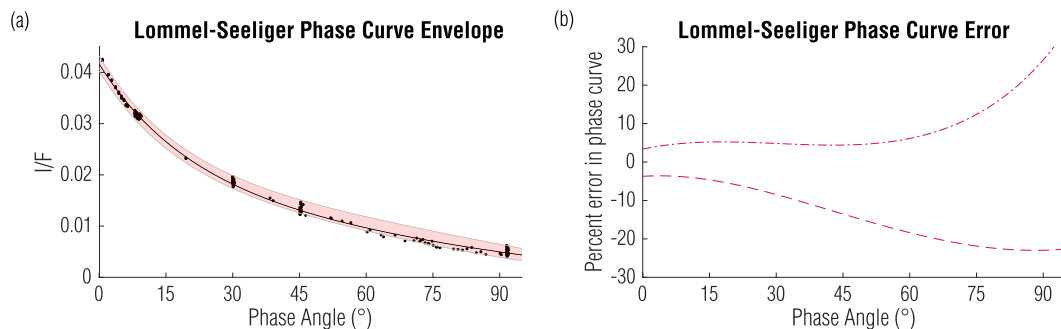 (a)
Lommel-Seeliger Phase Curve Envelope
I/F
0.04
0.03
0.02
0.01
0
0 15 30 45 60 75 90
Phase Angle (°)
(b)
Lommel-Seeliger Phase Curve Error
Percent error in phase curve
30
20
10
0
-10
-20
-30
0 15 30 45 60 75 90
Phase Angle (°)